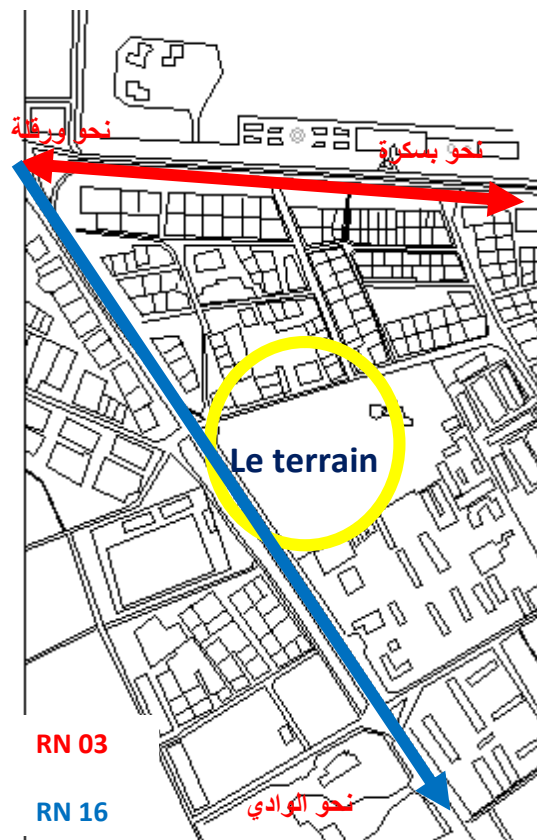 نحو ورقلة
نحو بسكرة
Le terrain
RN 03
RN 16
نحو الوادي